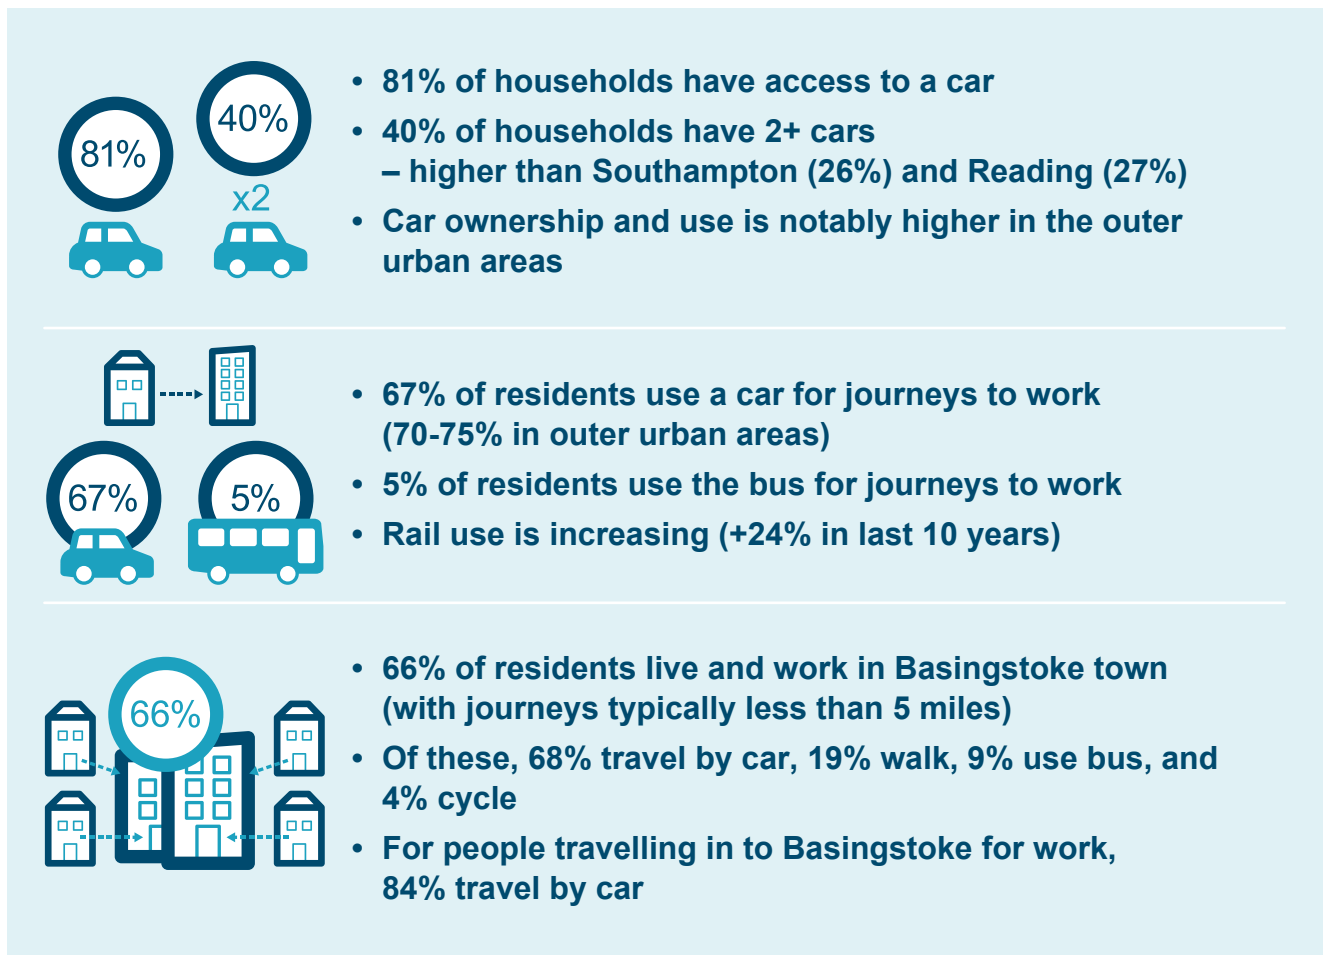 81%
40%
x2
• 81% of households have access to a car
• 40% of households have 2+ cars
– higher than Southampton (26%) and Reading (27%)
• Car ownership and use is notably higher in the outer
urban areas
67%
5%
• 67% of residents use a car for journeys to work
(70-75% in outer urban areas)
• 5% of residents use the bus for journeys to work
• Rail use is increasing (+24% in last 10 years)
66%
• 66% of residents live and work in Basingstoke town
(with journeys typically less than 5 miles)
• Of these, 68% travel by car, 19% walk, 9% use bus, and
4% cycle
• For people travelling in to Basingstoke for work,
84% travel by car